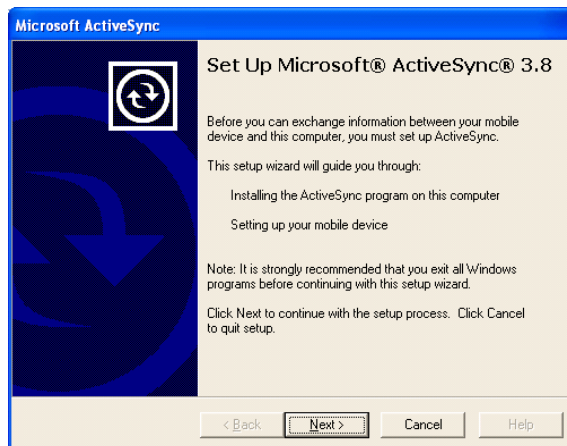 Microsoft ActiveSync
Set Up Microsoft® ActiveSync® 3.8
Before you can exchange information between your mobile
device and this computer, you must set up ActiveSync.
This setup wizard will guide you through:
Installing the ActiveSync program on this computer
Setting up your mobile device
Note: It is strongly recommended that you exit all Windows
programs before continuing with this setup wizard.
Click Next to continue with the setup process.  Click Cancel
to quit setup.
< Back Next > Cancel Help